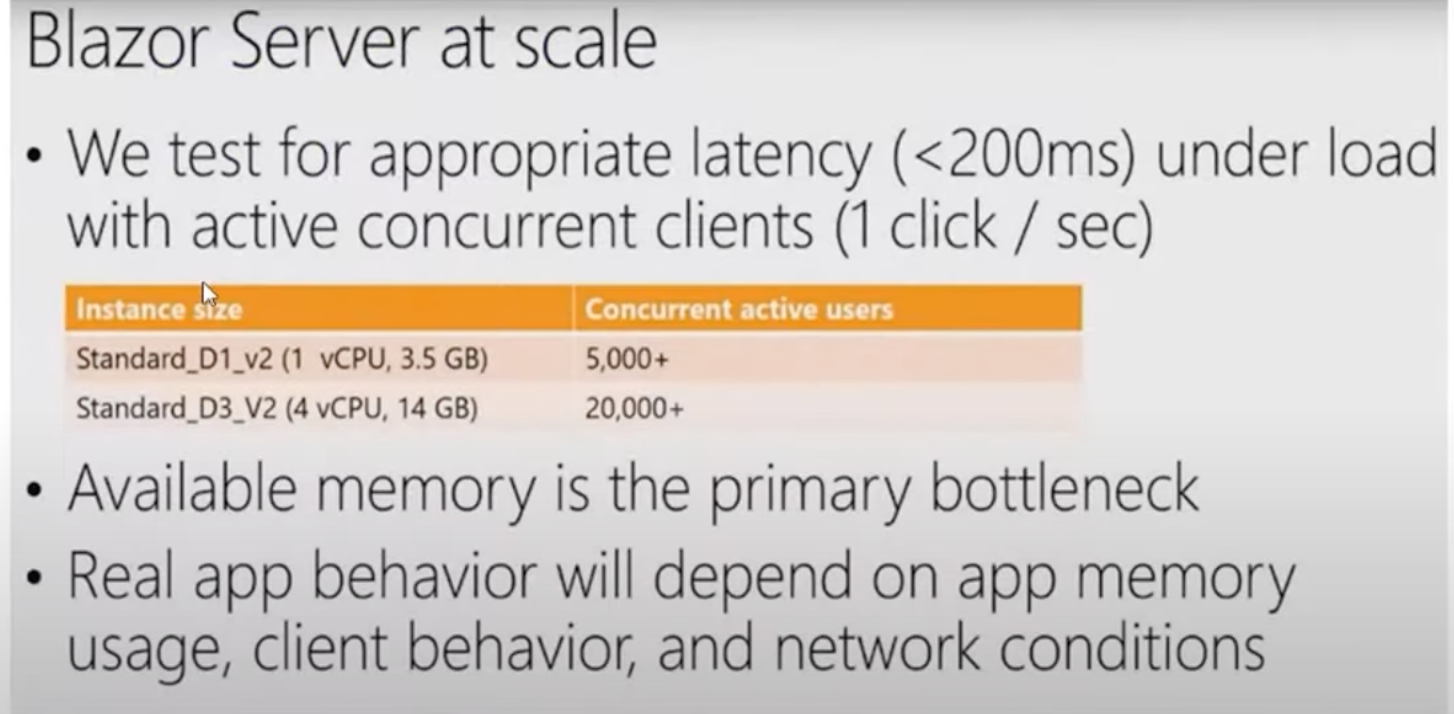 Blazor Server at scale
• We test for appropriate latency (<200ms) under load
with active concurrent clients (1 click / sec)
Instance size Concurrent active users
Standard_D1_v2 (1 vCPU, 3.5 GB) 5,000+
Standard_D3_V2 (4 vCPU, 14 GB) 20,000+
• Available memory is the primary bottleneck
• Real app behavior will depend on app memory
usage, client behavior, and network conditions